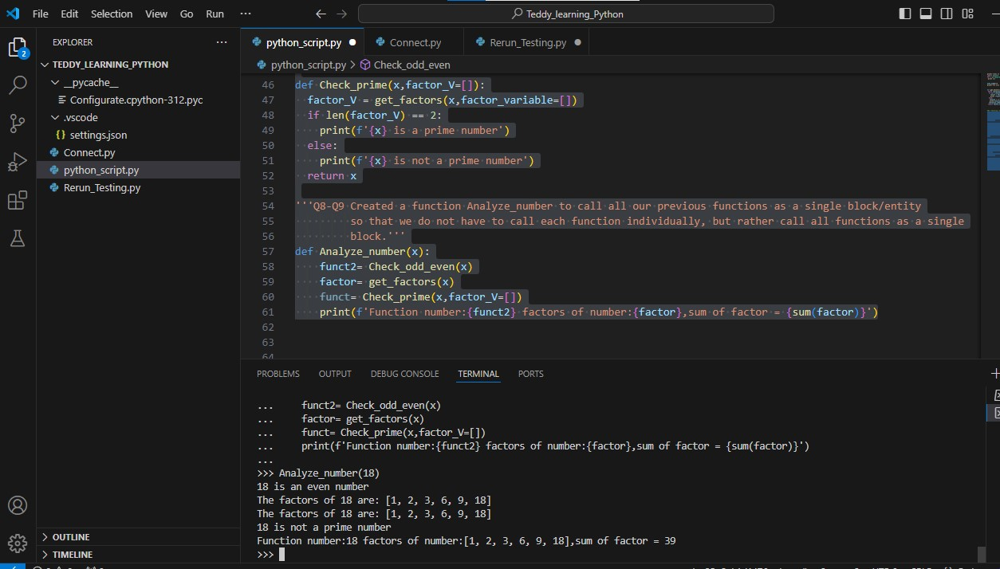 File Edit Selection View Go Run ··· Teddy_learning_Python
EXPLORER ···
TEDDY_LEARNING_PYTHON
__pycache__
Configurate.cpython-312.pyc
.vscode
{} settings.json
Connect.py
python_script.py
Rerun_Testing.py
OUTLINE
TIMELINE
2
python_script.py Connect.py Rerun_Testing.py
python_script.py > Check_odd_even
46 def Check_prime(x,factor_V=[]):
47 factor_V = get_factors(x,factor_variable=[])
48 if len(factor_V) == 2:
49 print(f'{x} is a prime number')
50 else:
51 print(f'{x} is not a prime number')
52 return x
53
54 '''Q8-Q9 Created a function Analyze_number to call all our previous functions as a single block/entity
55 so that we do not have to call each function individually, but rather call all functions as a single
56 block.'''
57 def Analyze_number(x):
58 funct2= Check_odd_even(x)
59 factor= get_factors(x)
60 funct= Check_prime(x,factor_V=[])
61 print(f'Function number:{funct2} factors of number:{factor},sum of factor = {sum(factor)}')
62
63
64
PROBLEMS OUTPUT DEBUG CONSOLE TERMINAL PORTS
... funct2= Check_odd_even(x)
... factor= get_factors(x)
... funct= Check_prime(x,factor_V=[])
... print(f'Function number:{funct2} factors of number:{factor},sum of factor = {sum(factor)}')
...
>>> Analyze_number(18)
18 is an even number
The factors of 18 are: [1, 2, 3, 6, 9, 18]
The factors of 18 are: [1, 2, 3, 6, 9, 18]
18 is not a prime number
Function number:18 factors of number:[1, 2, 3, 6, 9, 18],sum of factor = 39
>>>